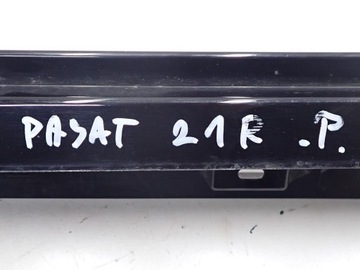 PASAT 21R .P.